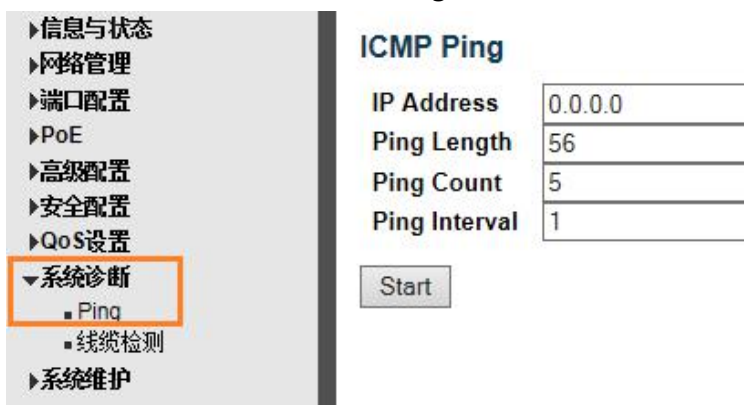 信息与状态
网络管理
端口配置
PoE
高级配置
安全配置
QoS设置
系统诊断
Ping
线缆检测
系统维护
ICMP Ping
IP Address 0.0.0.0
Ping Length 56
Ping Count 5
Ping Interval 1
Start